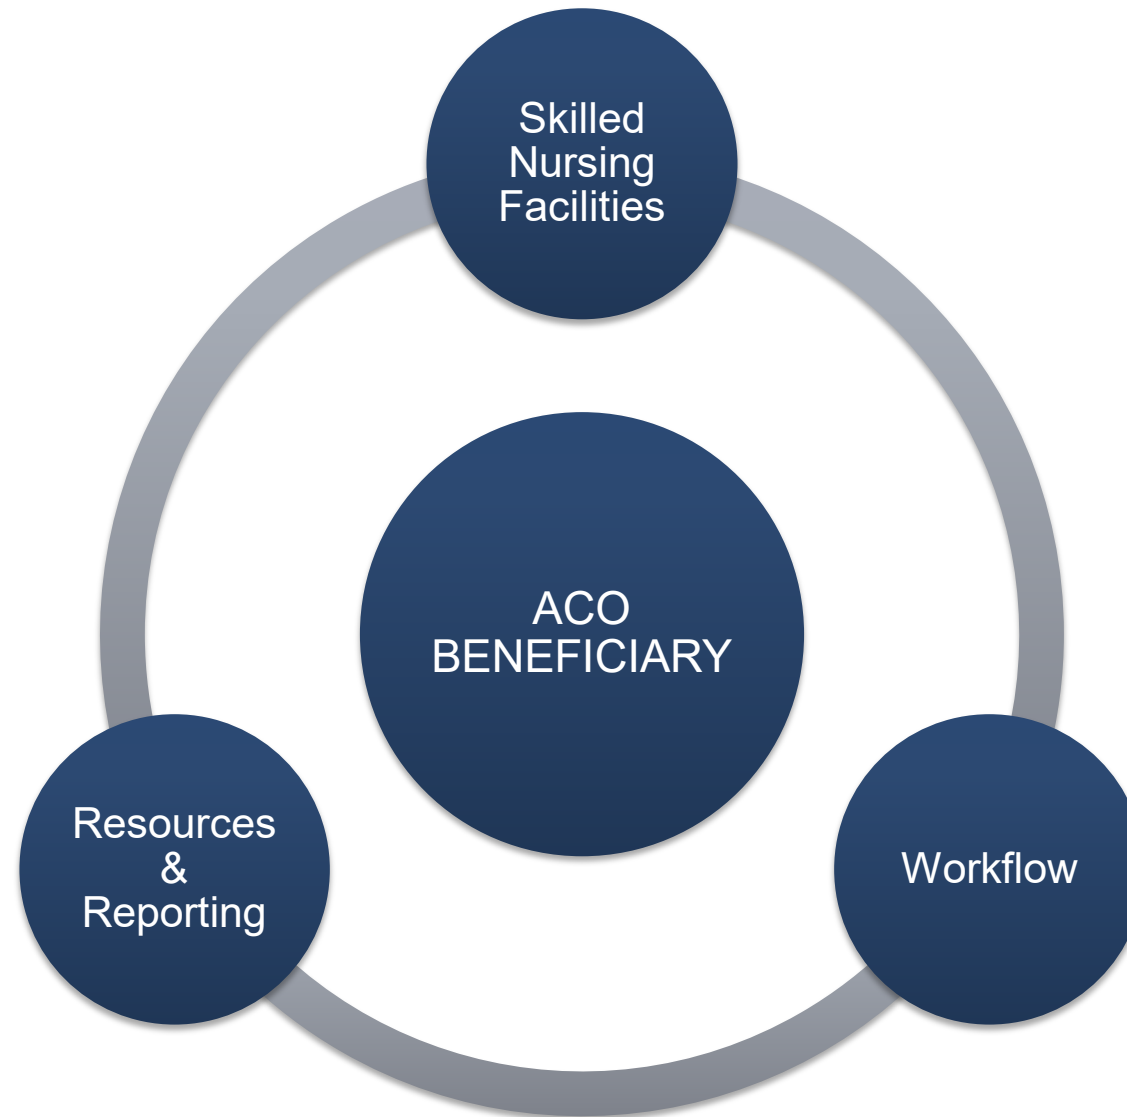 Skilled
Nursing
Facilities
ACO
BENEFICIARY
Resources
&
Reporting
Workflow